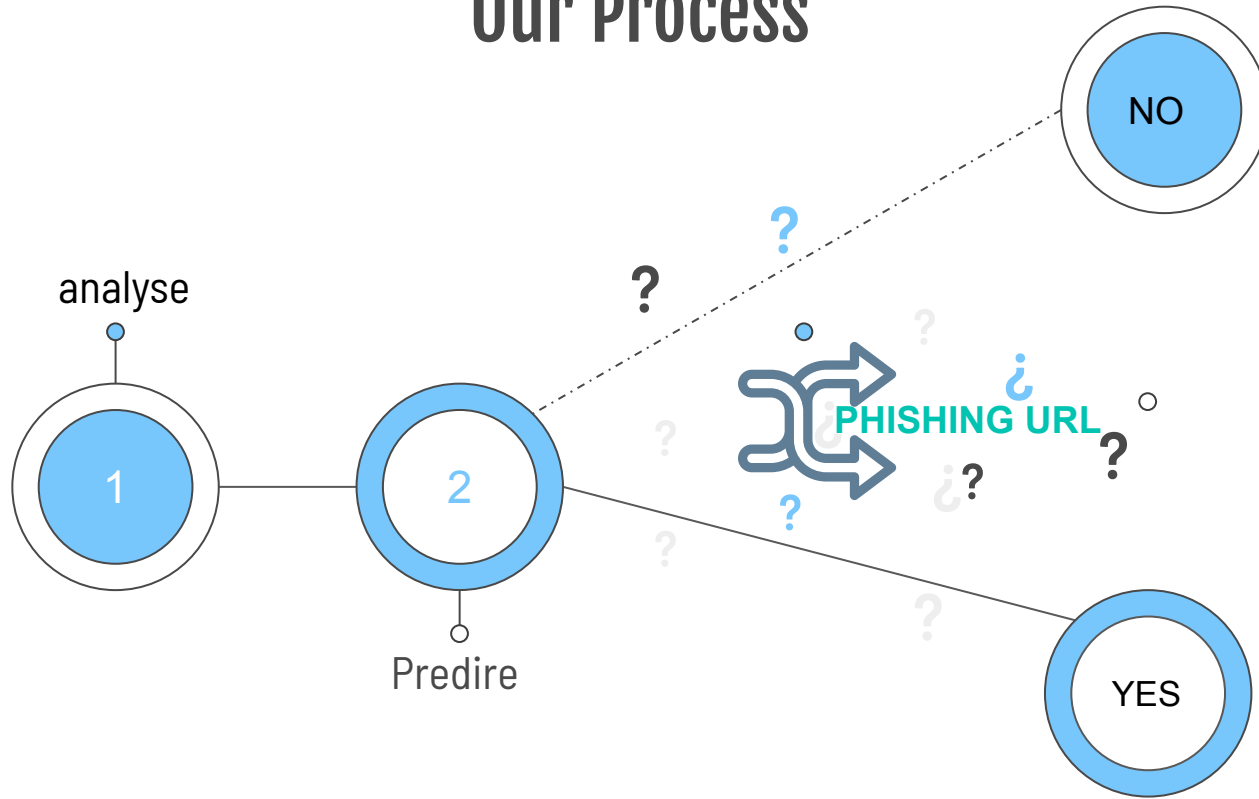 Our Process
NO
?
?
analyse
?
¿
PHISHING URL
¿
?
?
1
2
¿
?
?
?
?
Predire
YES